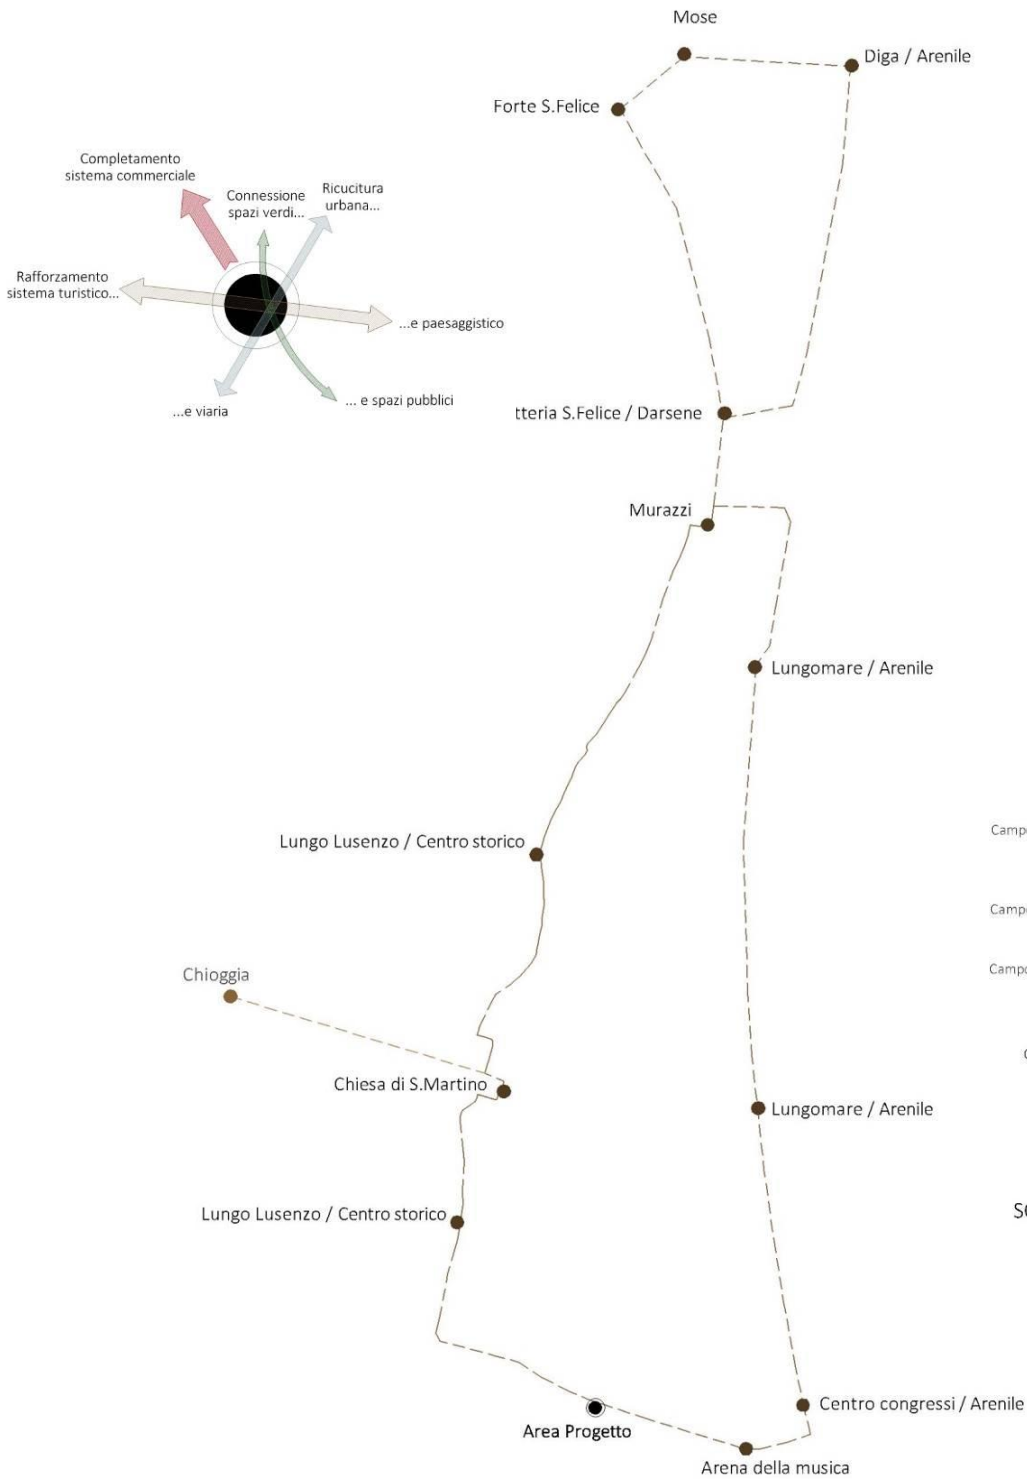 Mose
Diga / Arenile
Forte S.Felice
Completamento
sistema commerciale
Connessione
spazi verdi...
Ricucitura
urbana...
Rafforzamento
sistema turistico...
...e paesaggistico
...e viaria
... e spazi pubblici
tteria S.Felice / Darsene
Murazzi
Lungomare / Arenile
Lungo Lusenzo / Centro storico
Chioggia
Chiesa di S.Martino
Lungomare / Arenile
Lungo Lusenzo / Centro storico
Centro congressi / Arenile
Area Progetto
Arena della musica